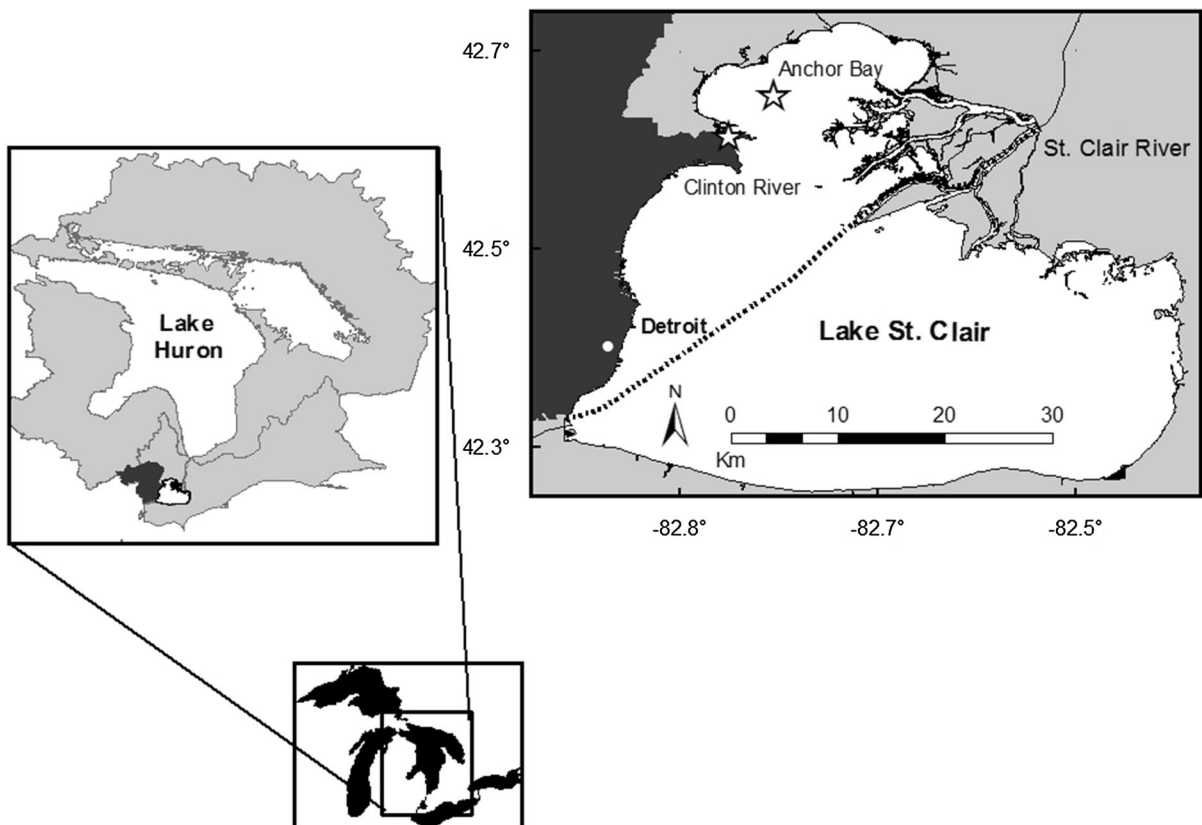 42.7°
Anchor Bay
St. Clair River
Clinton River
42.5°
Lake
Huron
Detroit
Lake St. Clair
N
0 10 20 30
Km
42.3°
-82.8° -82.7° -82.5°